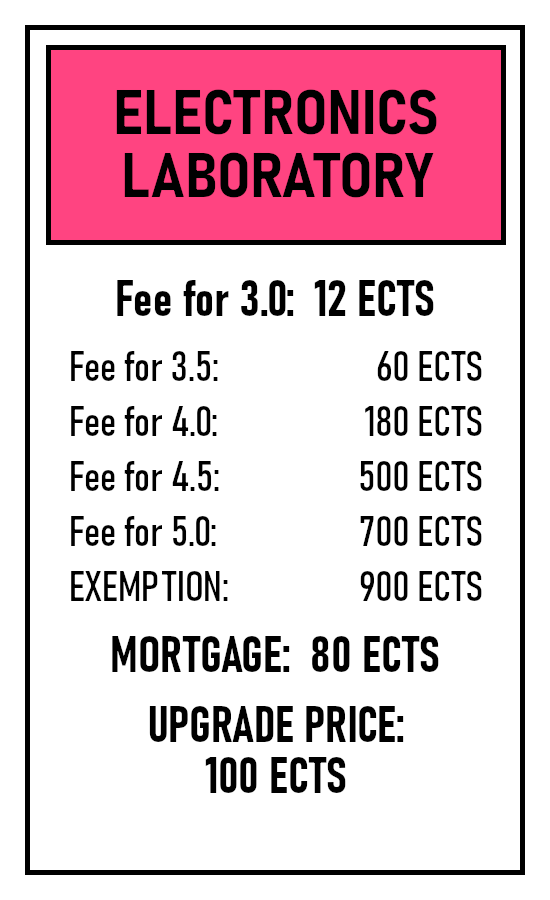 ELECTRONICS
LABORATORY
Fee for 3.0: 12 ECTS
Fee for 3.5: 60 ECTS
Fee for 4.0: 180 ECTS
Fee for 4.5: 500 ECTS
Fee for 5.0: 700 ECTS
EXEMPTION: 900 ECTS
MORTGAGE: 80 ECTS
UPGRADE PRICE:
100 ECTS